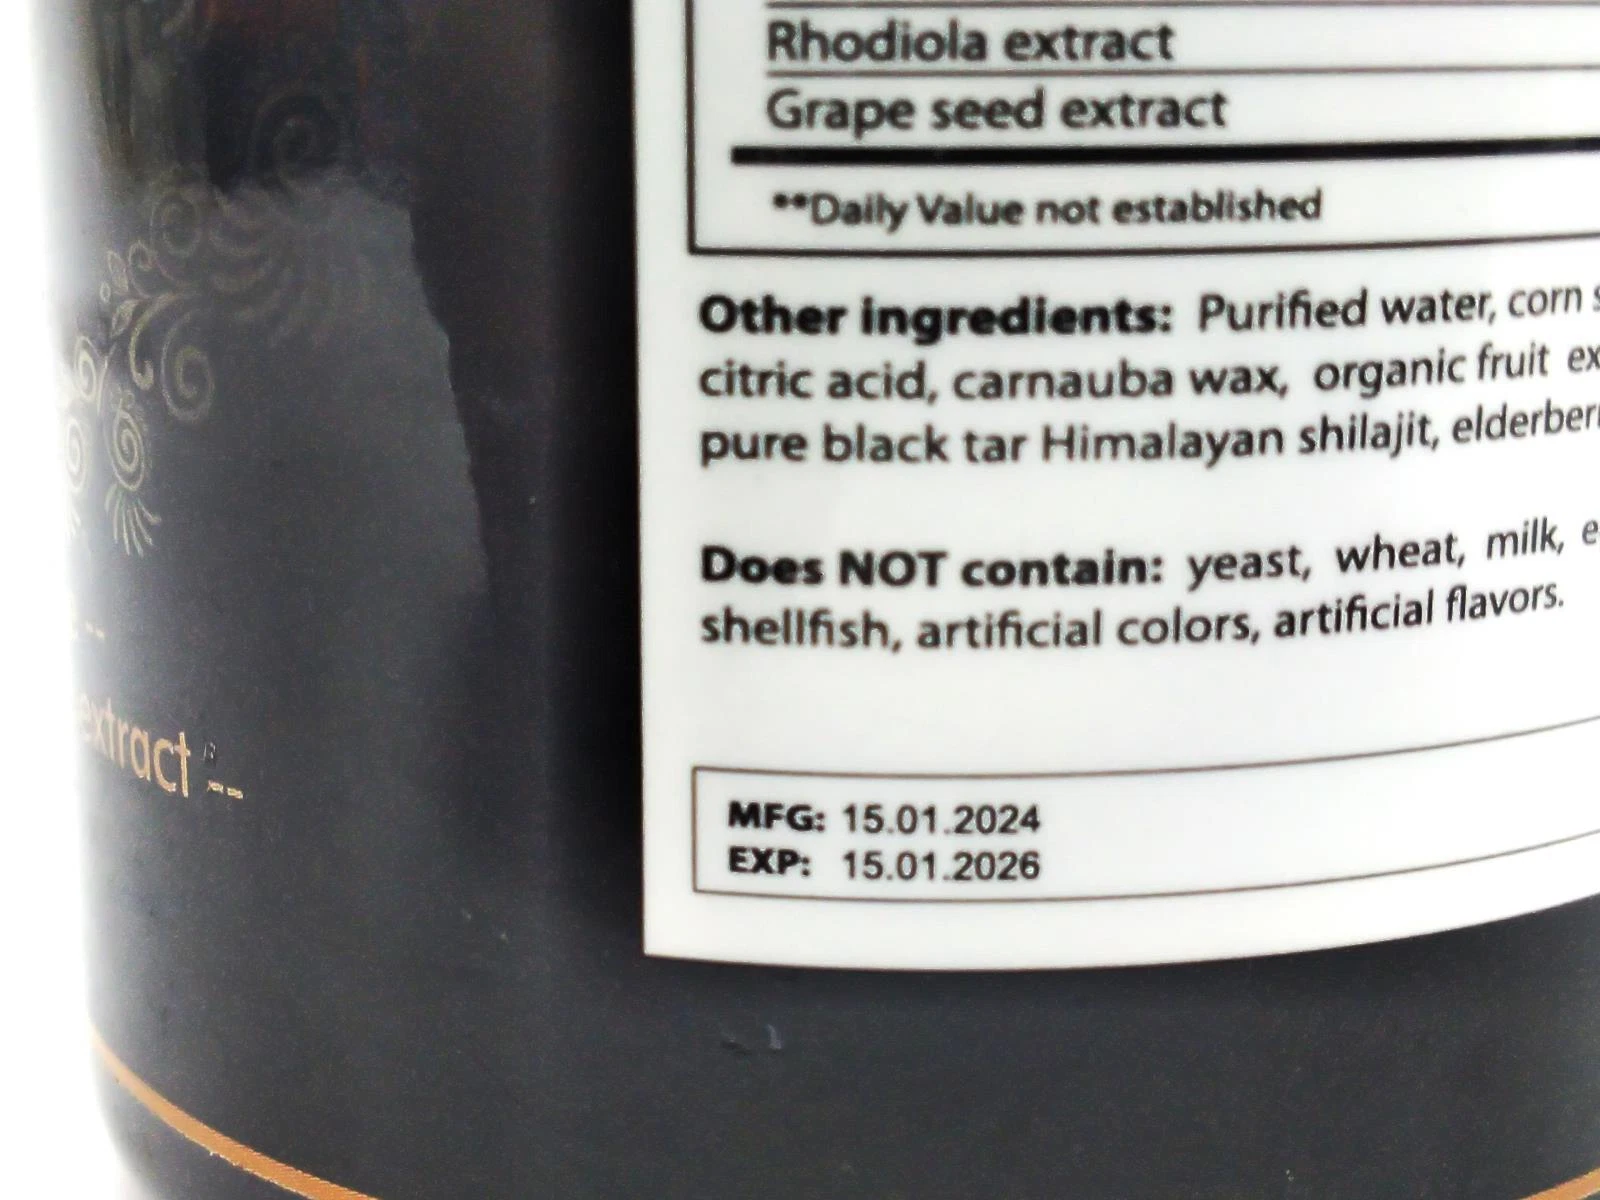 Rhodiola extract
Grape seed extract
**Daily Value not established
Other ingredients: Purified water, corn
citric acid, carnauba wax, organic fruit
pure black tar Himalayan shilajit,
Does NOT contain: yeast, wheat, milk,
shellfish, artificial colors, artificial flavors.
MFG: 15.01.2024
EXP: 15.01.2026
extract --